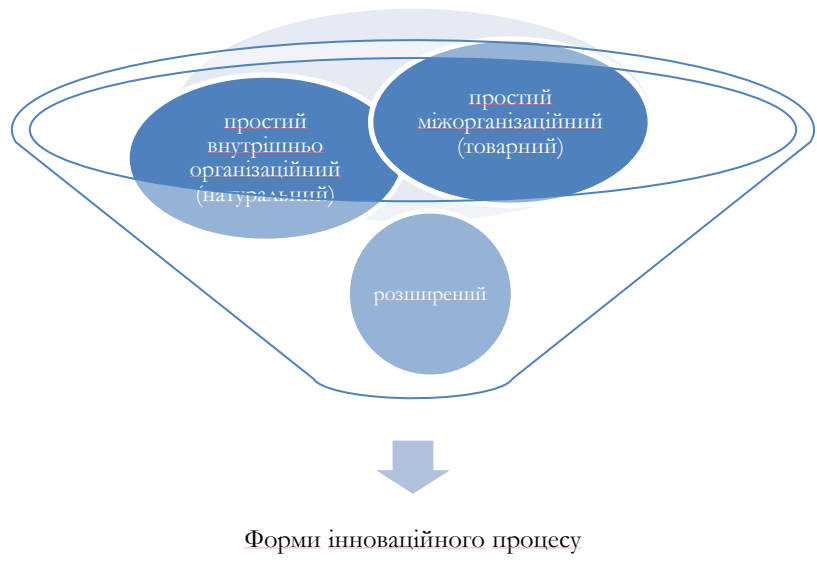 простий
внутрішньо
організаційний
(натуральний)
простий
міжорганізаційний
(товарний)
розширений
Форми інноваційного процесу